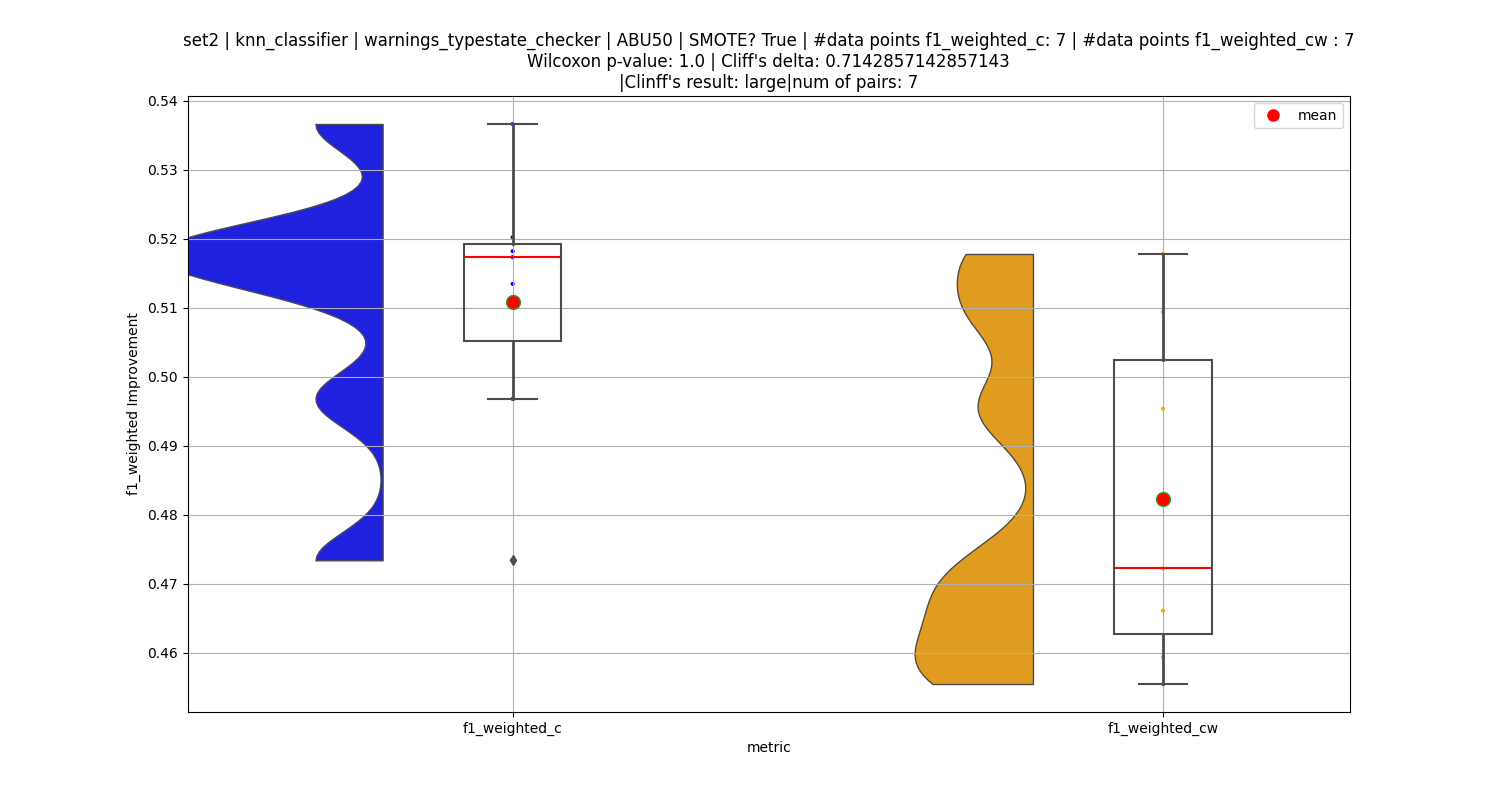 set2 | knn_classifier | warnings_typestate_checker | ABU50 | SMOTE? True | #data points f1_weighted_c: 7 | #data points f1_weighted_cw : 7
Wilcoxon p-value: 1.0 | Cliff's delta: 0.7142857142857143
|Clinff's result: large|num of pairs: 7
mean
0.54
0.53
0.52
0.51
0.50
0.49
0.48
0.47
0.46
f1_weighted Improvement
f1_weighted_c
f1_weighted_cw
metric